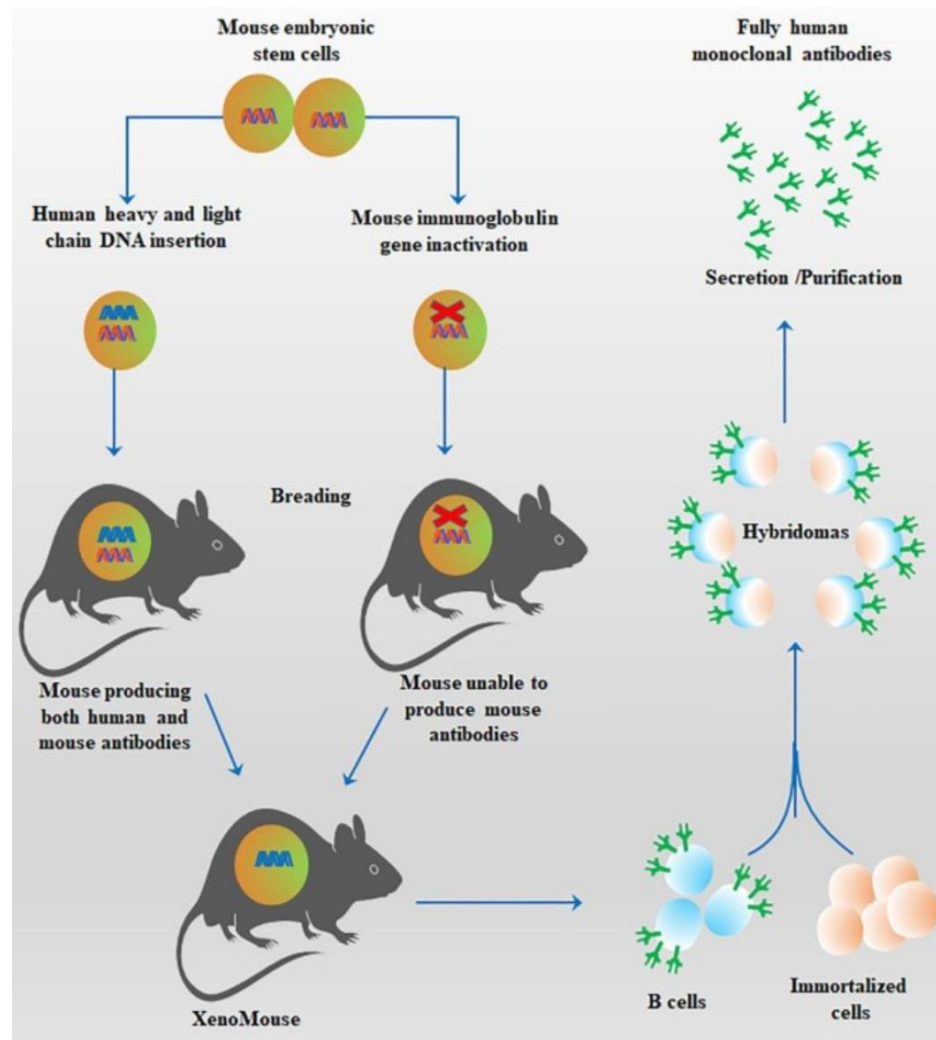 Mouse embryonic
stem cells
Human heavy and light
chain DNA insertion
Mouse immunoglobulin
gene inactivation
Breading
Mouse producing
both human and
mouse antibodies
Mouse unable to
produce mouse
antibodies
XenoMouse
Fully human
monoclonal antibodies
Secretion /Purification
Hybridomas
B cells
Immortalized
cells